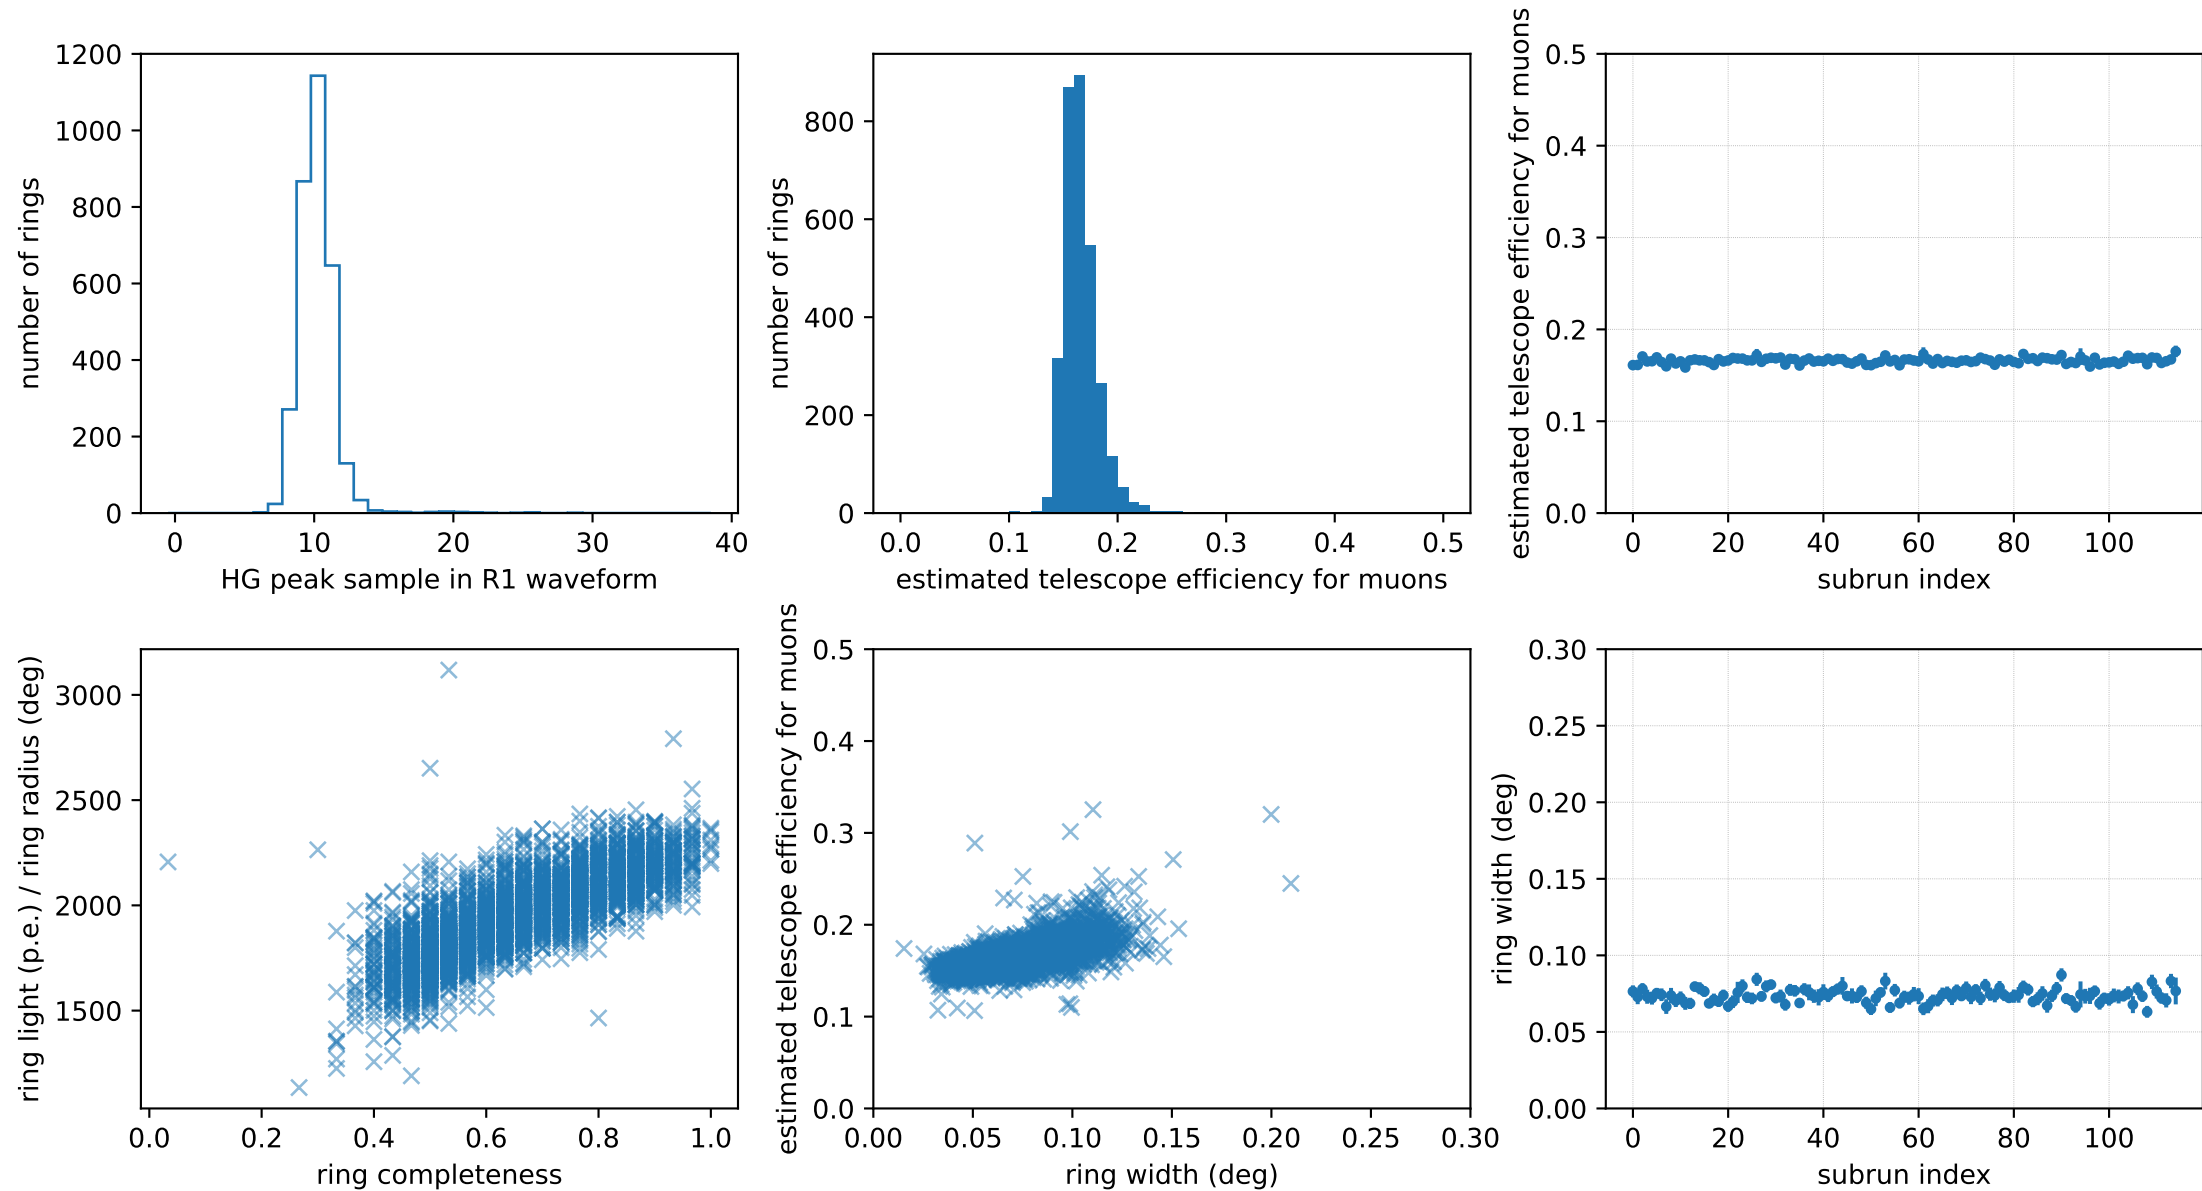 1200
1000
800
600
400
200
0
number of rings
0 10 20 30 40
HG peak sample in R1 waveform
800
600
400
200
0
number of rings
0.0 0.1 0.2 0.3 0.4 0.5
estimated telescope efficiency for muons
0.5
0.4
0.3
0.2
0.1
0.0
estimated telescope efficiency for muons
0 20 40 60 80 100
subrun index
3000
2500
2000
1500
ring light (p.e.) / ring radius (deg)
0.0 0.2 0.4 0.6 0.8 1.0
ring completeness
0.5
0.4
0.3
0.2
0.1
0.0
estimated telescope efficiency for muons
0.00 0.05 0.10 0.15 0.20 0.25 0.30
ring width (deg)
0.30
0.25
0.20
0.15
0.10
0.05
0.00
ring width (deg)
0 20 40 60 80 100
subrun index